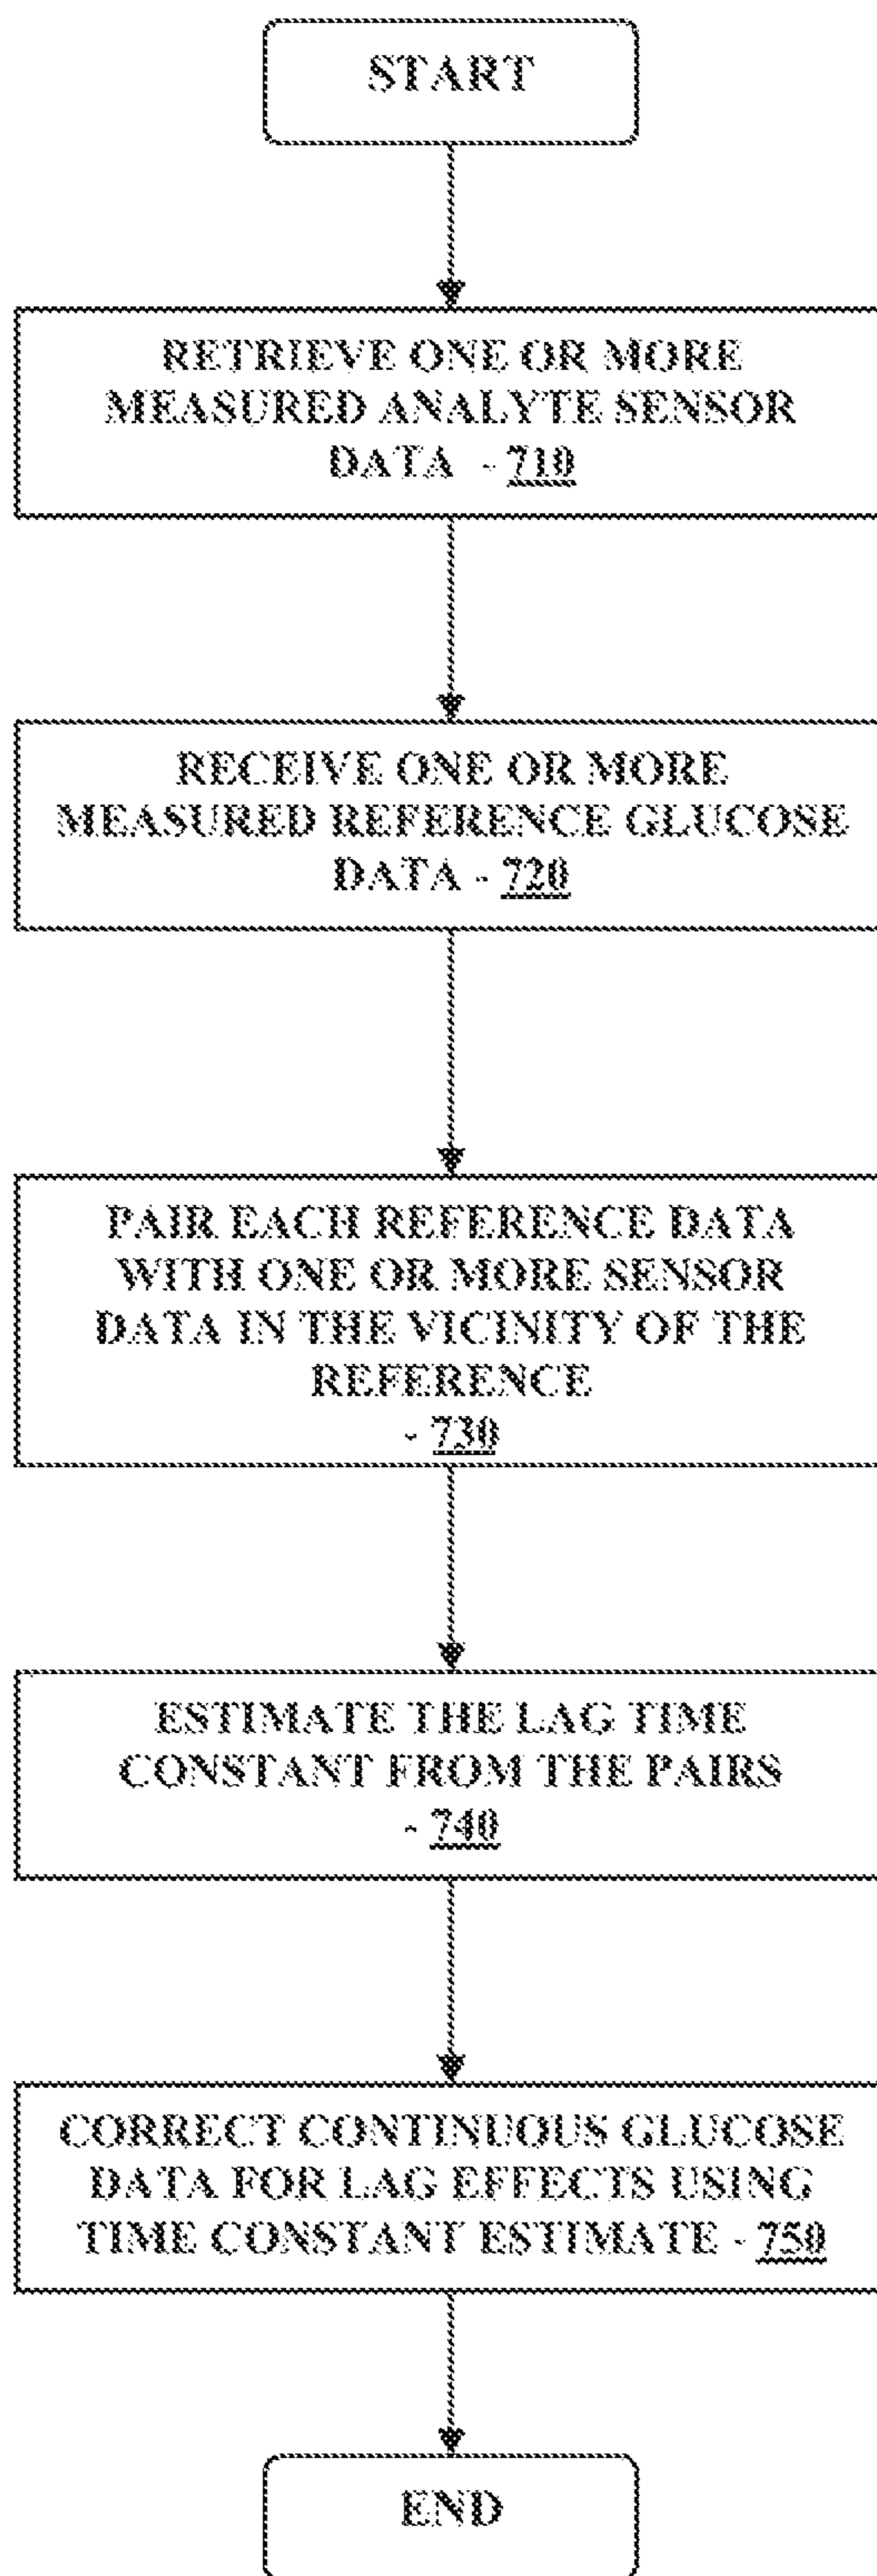 START
RETRIEVE ONE OR MORE
MEASURED ANALYTE SENSOR
DATA - 710
RECEIVE ONE OR MORE
MEASURED REFERENCE GLUCOSE
DATA - 720
PAIR EACH REFERENCE DATA
WITH ONE OR MORE SENSOR
DATA IN THE VICINITY OF THE
REFERENCE
- 730
ESTIMATE THE LAG TIME
CONSTANT FROM THE PAIRS
- 740
CORRECT CONTINUOUS GLUCOSE
DATA FOR LAG EFFECTS USING
TIME CONSTANT ESTIMATE - 750
END